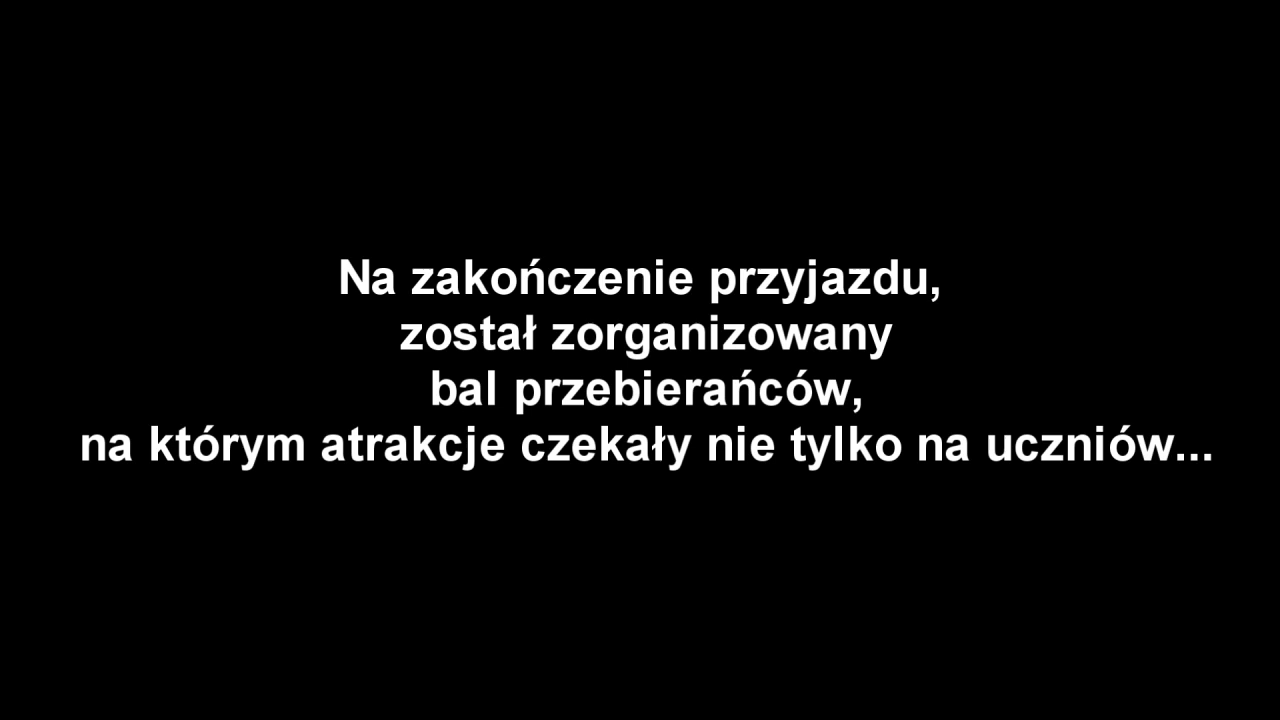 Na zakończenie przyjazdu,
został zorganizowany
bal przebierańców,
na którym atrakcje czekały nie tylko na uczniów...